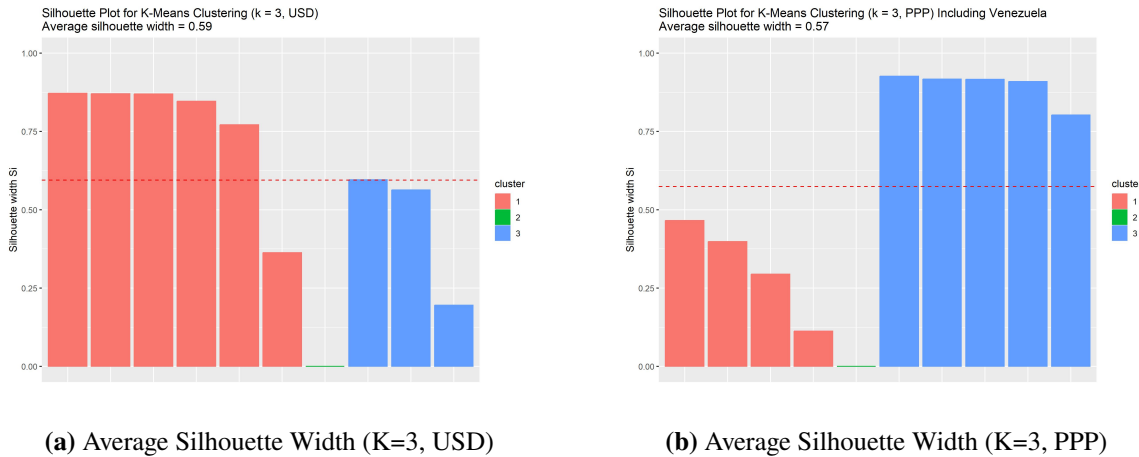 Silhouette Plot for K-Means Clustering (k = 3, USD)
Average silhouette width = 0.59
1.00
0.75
0.50
0.25
0.00
Silhouette width Si
cluster
1
2
3
(a) Average Silhouette Width (K=3, USD)
Silhouette Plot for K-Means Clustering (k = 3, PPP) Including Venezuela
Average silhouette width = 0.57
1.00
0.75
0.50
0.25
0.00
Silhouette width Si
cluste
1
2
3
(b) Average Silhouette Width (K=3, PPP)